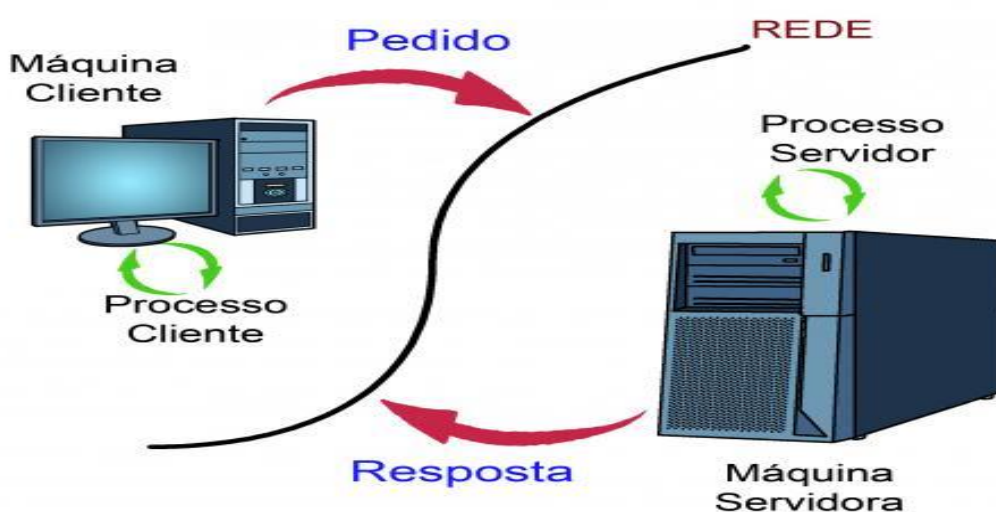 Pedido
REDE
Máquina
Cliente
Processo
Servidor
Processo
Cliente
Resposta
Máquina
Servidora